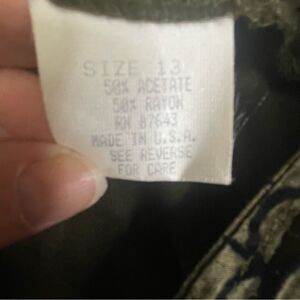 SIZE 13
50% ACETATE
50% RAYON
RN 87643
MADE IN U.S.A.
SEE REVERSE
FOR CARE